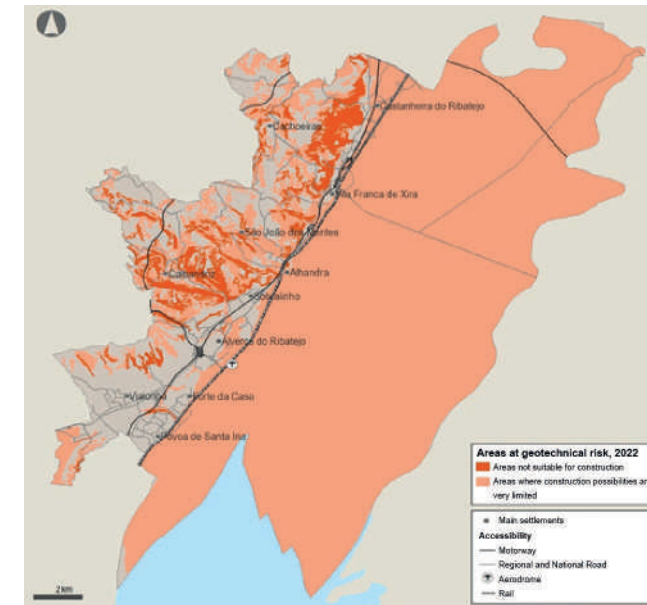 Castanheira do Ribatejo
Cachoeiras
Vila Franca de Xira
São João dos Montes
Calhandriz
Alhandra
Sobralinho
Alverca do Ribatejo
Vialonga
Forte da Casa
Póvoa de Santa Iria
Areas at geotechnical risk, 2022
Areas not suitable for construction
Areas where construction possibilities are
very limited
Main settlements
Accessibility
Motorway
Regional and National Road
Aerodrome
Rail
2km